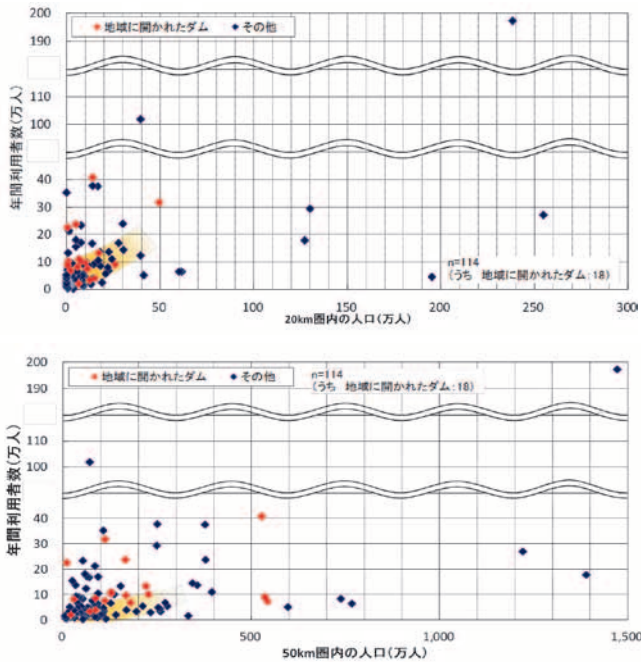 ◆ 地域に開かれたダム ◆ その他
200
190
110
100
40
30
20
10
0
年間利用者数(万人)
n=114
(うち 地域に開かれたダム:18)
0 50 100 150 200 250 300
20km圏内の人口(万人)
◆ 地域に開かれたダム ◆ その他
n=114
(うち 地域に開かれたダム:18)
200
190
110
100
40
30
20
10
0
年間利用者数(万人)
0 500 1,000 1,500
50km圏内の人口(万人)